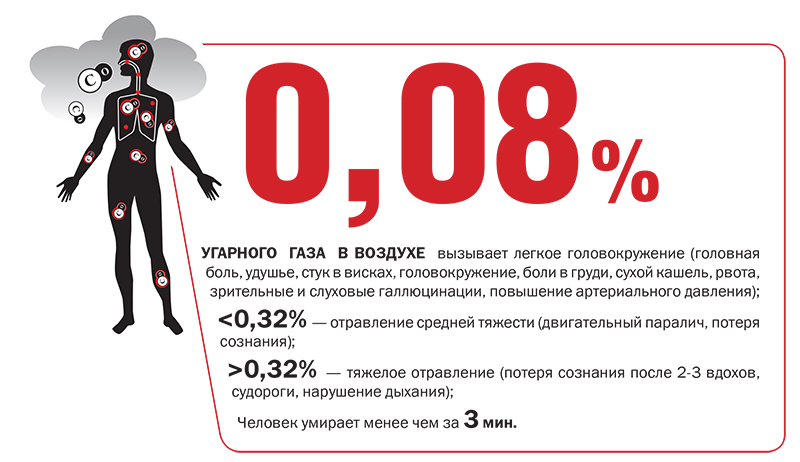 0,08%
УГАРНОГО ГАЗА В ВОЗДУХЕ вызывает легкое головокружение (головная
боль, удушье, стук в висках, головокружение, боли в груди, сухой кашель, рвота,
зрительные и слуховые галлюцинации, повышение артериального давления);
<0,32% — отравление средней тяжести (двигательный паралич, потеря
сознания);
>0,32% — тяжелое отравление (потеря сознания после 2-3 вдохов,
судороги, нарушение дыхания);
Человек умирает менее чем за 3 мин.
C O
C O